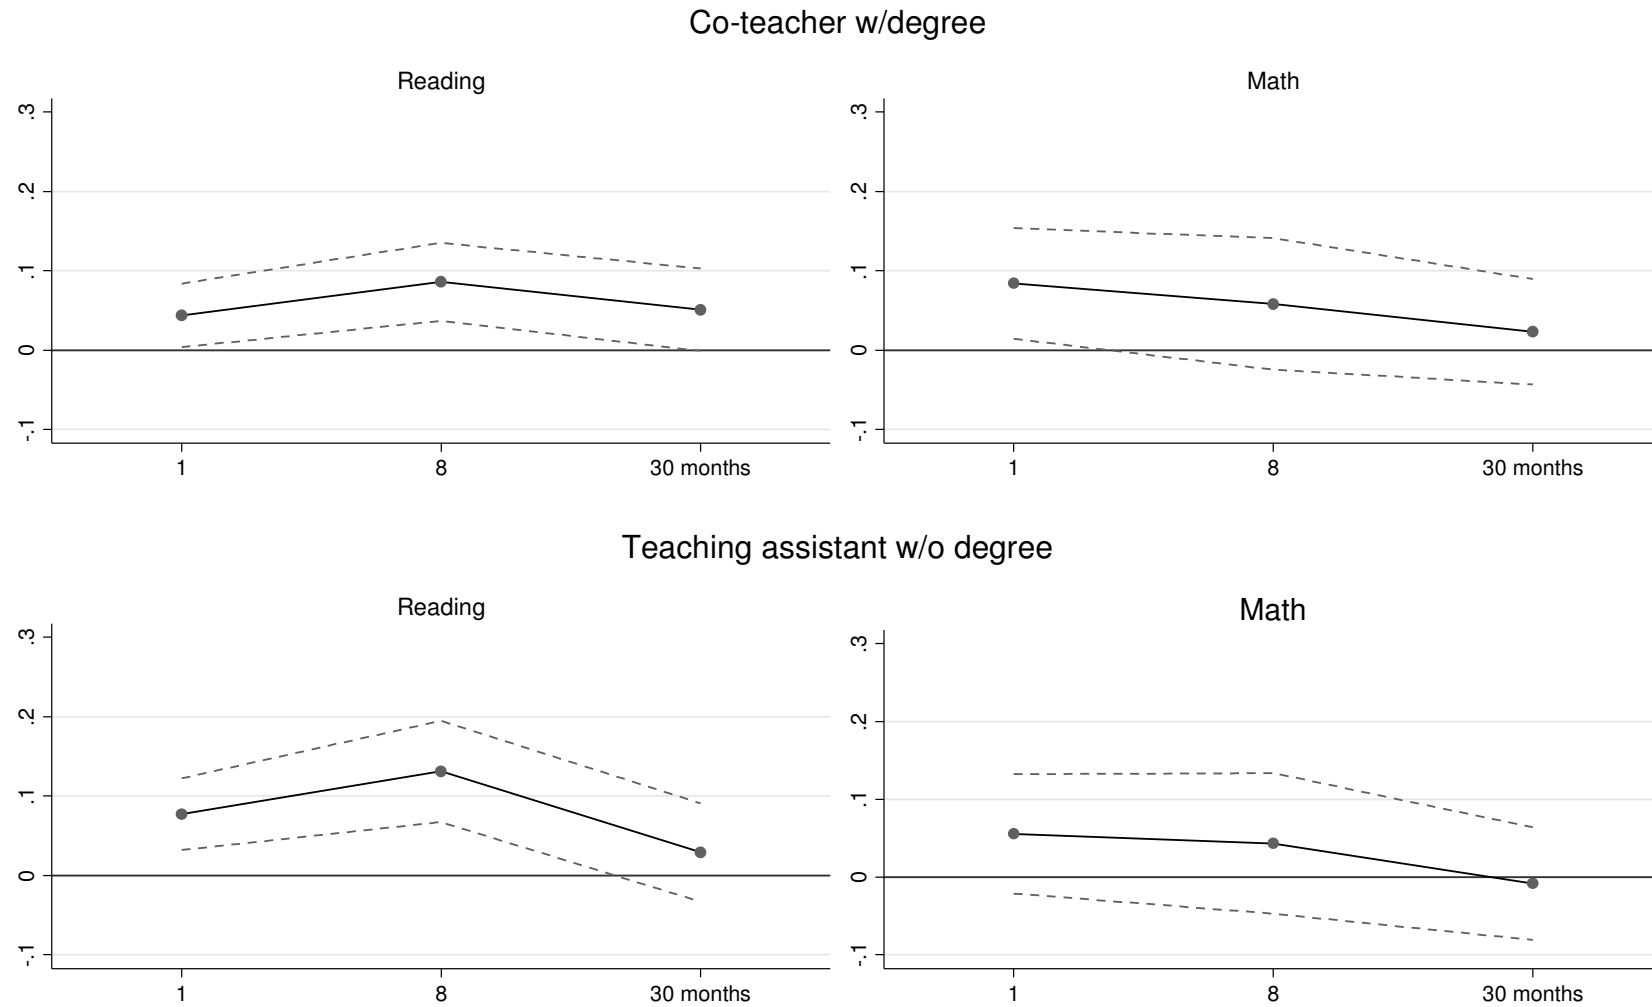 Co-teacher w/degree
Reading
Math
.3
.2
.1
0
-.1
1 8 30 months
.3
.2
.1
0
-.1
1 8 30 months
Teaching assistant w/o degree
Reading
Math
.3
.2
.1
0
-.1
1 8 30 months
.3
.2
.1
0
-.1
1 8 30 months